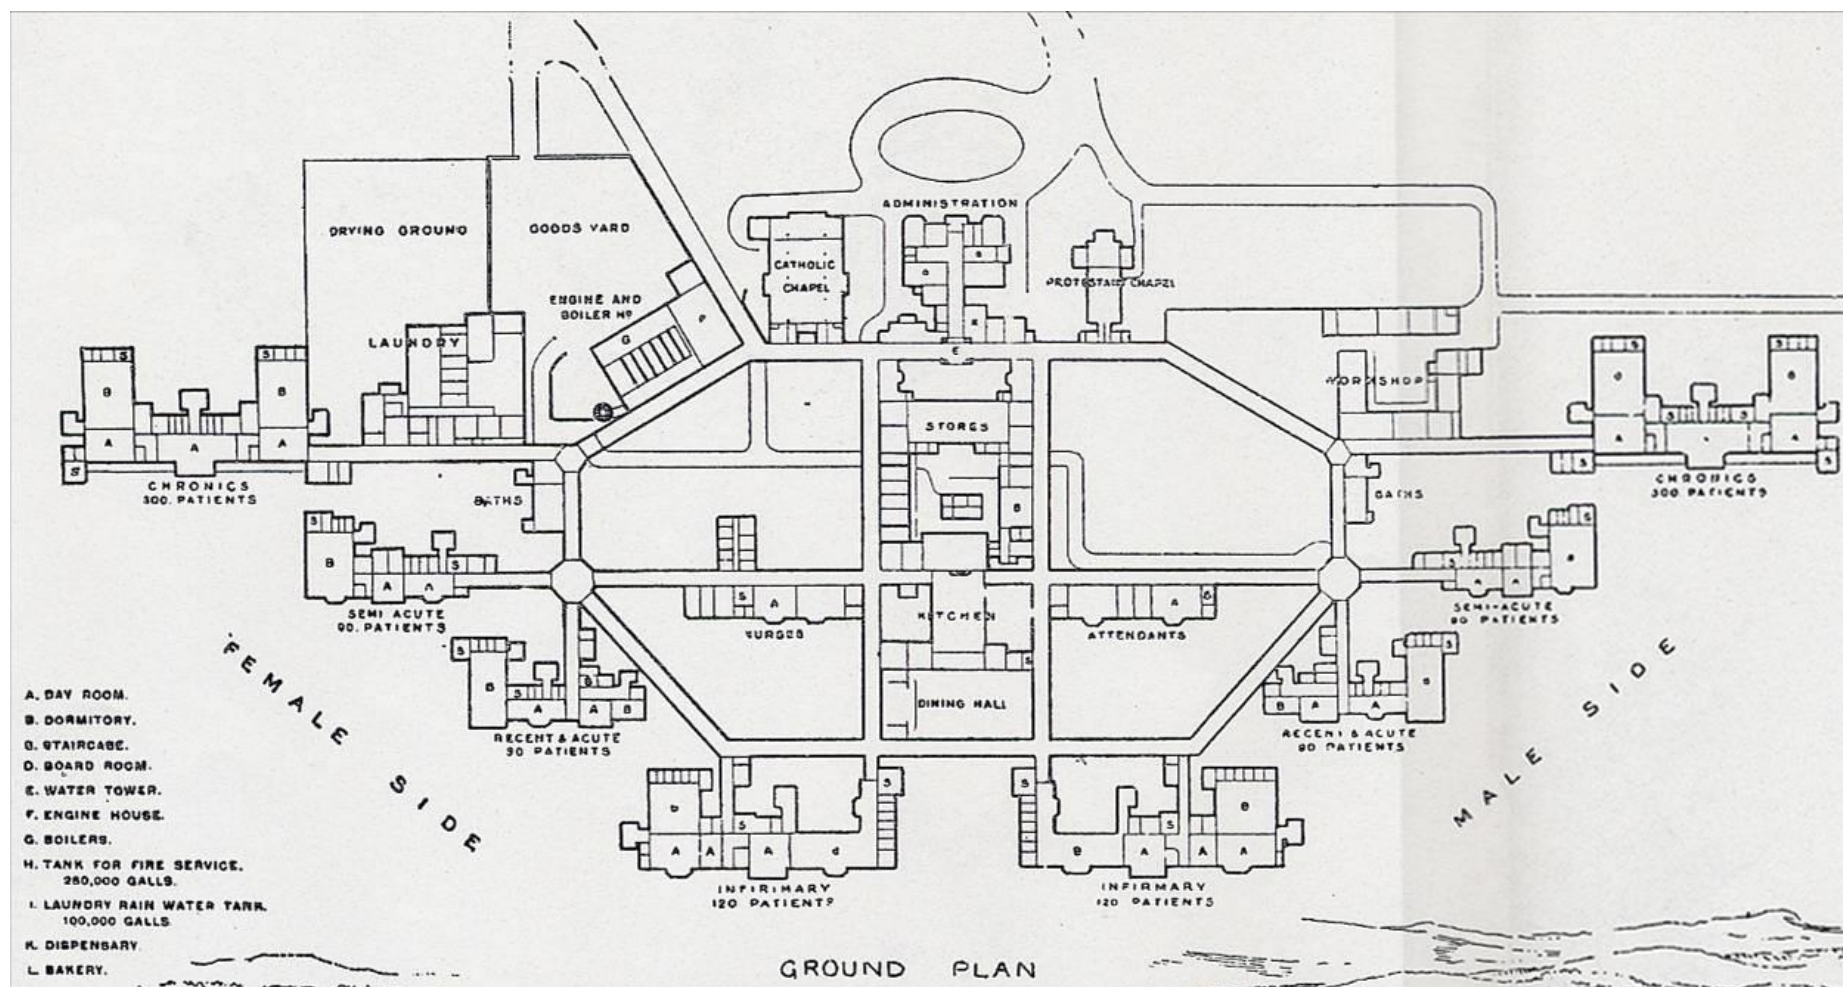 DRYING GROUND
GOODS YARD
ENGINE AND
BOILER HO
LAUNDRY
CATHOLIC
CHAPEL
ADMINISTRATION
PROTESTANT CHAPEL
STORES
WORKSHOP
CHRONICS
300. PATIENTS
BATHS
BATHS
CHRONICS
300 PATIENTS
SEMI ACUTE
90. PATIENTS
NURSES
KITCHEN
ATTENDANTS
SEMI-ACUTE
90 PATIENTS
DINING HALL
RECENT & ACUTE
90 PATIENTS
RECENT & ACUTE
90 PATIENTS
FEMALE SIDE
MALE SIDE
INFIRMARY
120 PATIENTS
INFIRMARY
120 PATIENTS
A. DAY ROOM.
B. DORMITORY.
S. STAIRCASE.
D. BOARD ROOM.
E. WATER TOWER.
F. ENGINE HOUSE.
G. BOILERS.
H. TANK FOR FIRE SERVICE.
250,000 GALLS.
I. LAUNDRY RAIN WATER TANK.
100,000 GALLS
K. DISPENSARY.
L. BAKERY.
GROUND PLAN